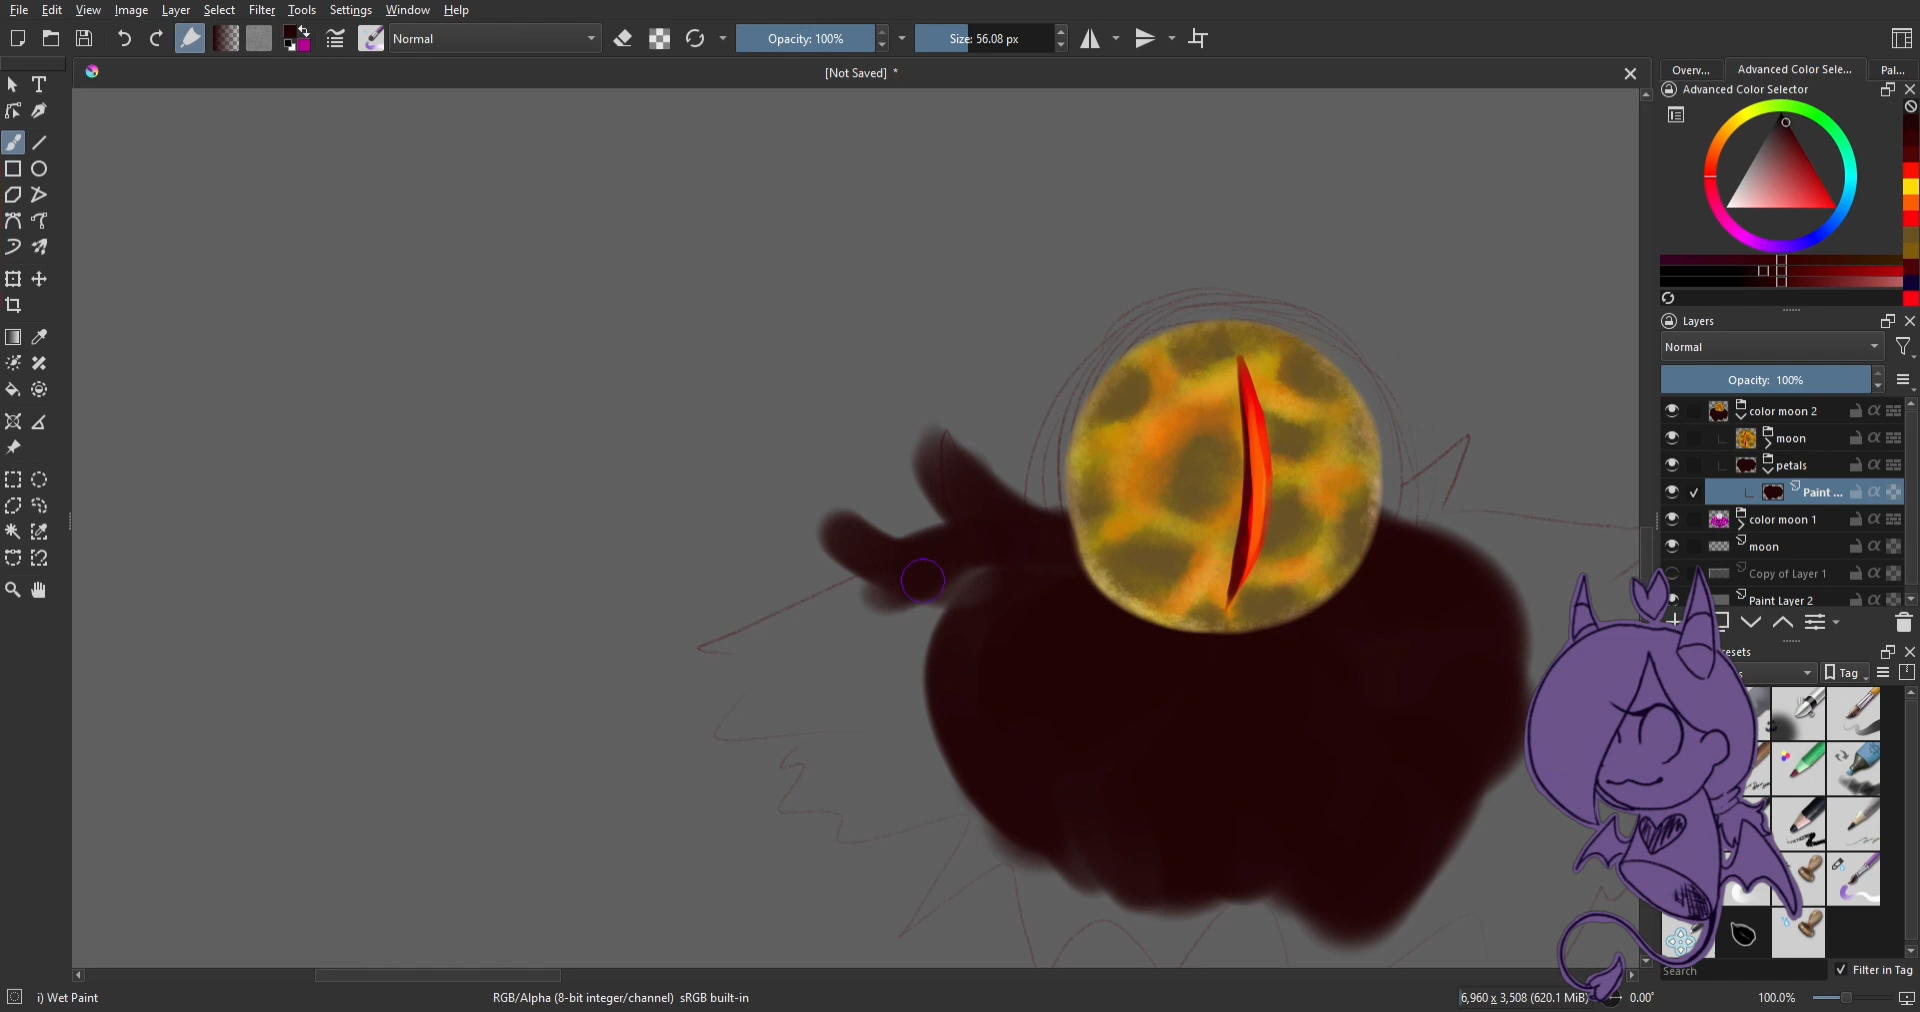 File Edit View Image Layer Select Filter Tools Settings Window Help
Normal Opacity: 100% Size: 56.08 px
[Not Saved] *
Overv... Advanced Color Sele... Pal...
Advanced Color Selector
Layers
Normal
Opacity: 100%
color moon 2
moon
petals
Paint ...
color moon 1
moon
Copy of Layer 1
Paint Layer 2
Tag
Search
Filter in Tag
i) Wet Paint
RGB/Alpha (8-bit integer/channel) sRGB built-in
6,960 x 3,508 (620.1 MiB)
0.00°
100.0%